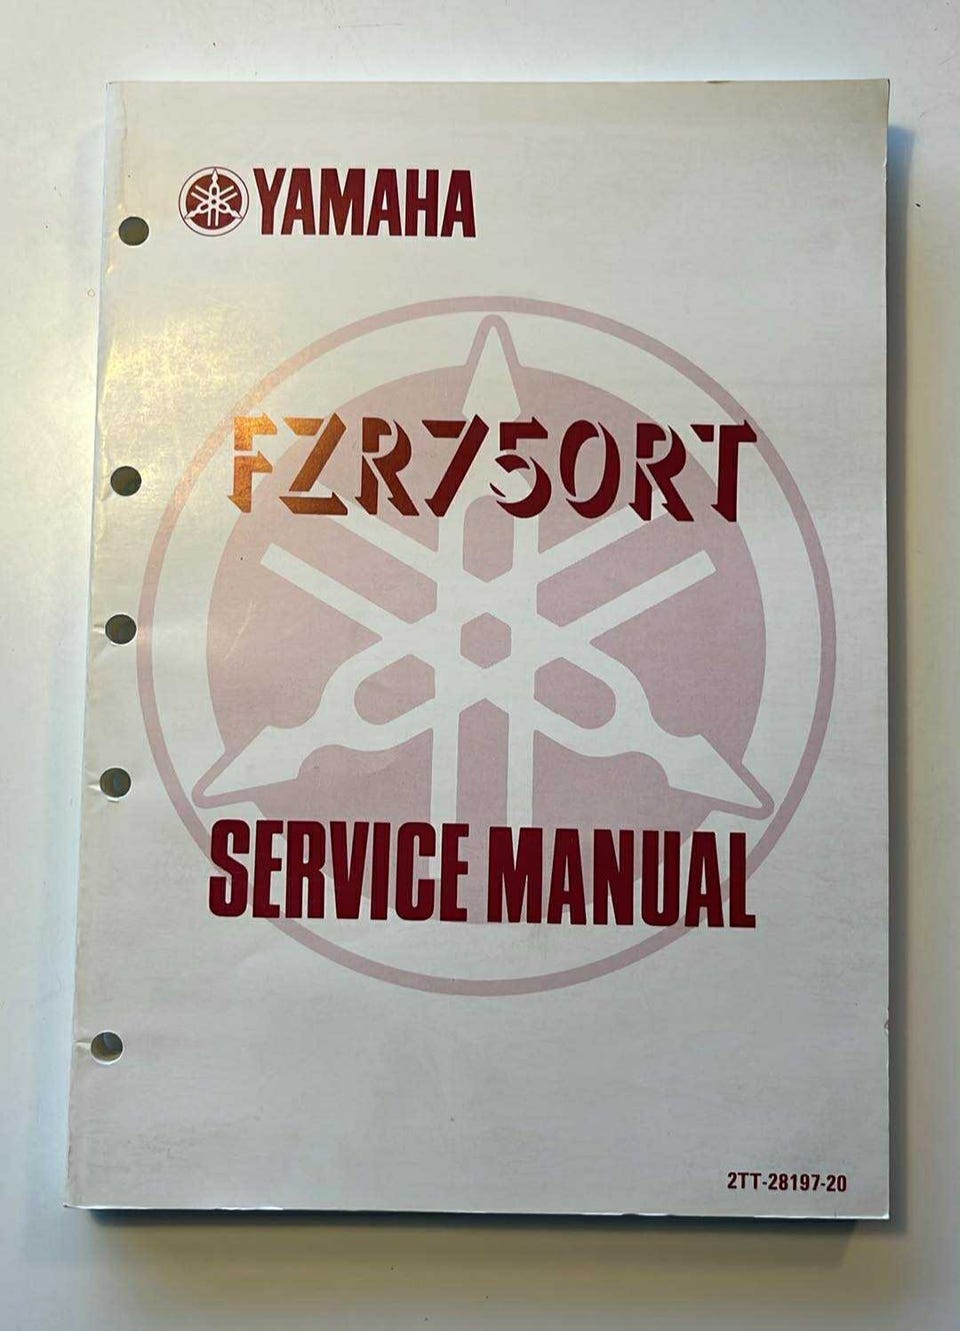 YAMAHA
FZR750RT
SERVICE MANUAL
2TT-28197-20